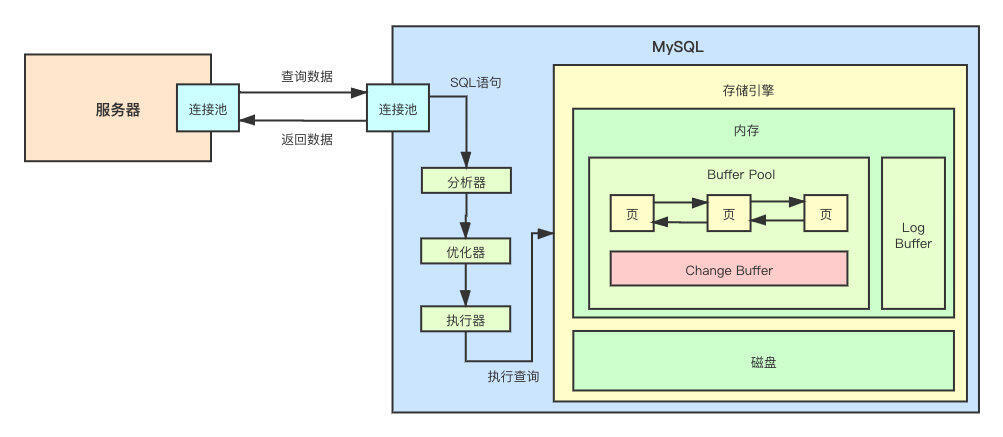 MySQL
服务器
连接池
查询数据
返回数据
连接池
SQL语句
分析器
优化器
执行器
执行查询
存储引擎
内存
Buffer Pool
页
页
页
Change Buffer
Log
Buffer
磁盘